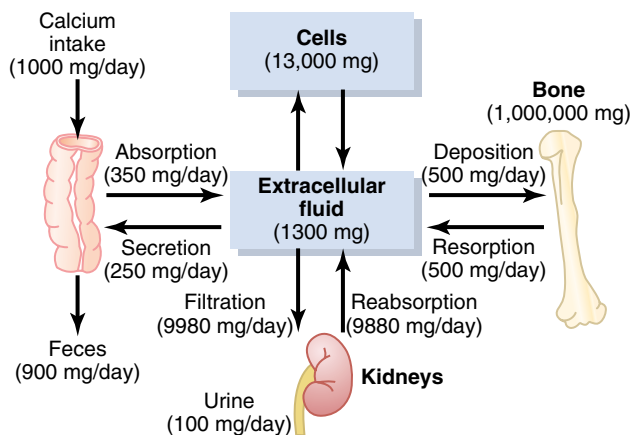 Calcium
intake
(1000 mg/day)
Cells
(13,000 mg)
Bone
(1,000,000 mg)
Absorption
(350 mg/day)
Extracellular
fluid
(1300 mg)
Deposition
(500 mg/day)
Secretion
(250 mg/day)
Resorption
(500 mg/day)
Filtration
(9980 mg/day)
Reabsorption
(9880 mg/day)
Feces
(900 mg/day)
Kidneys
Urine
(100 mg/day)